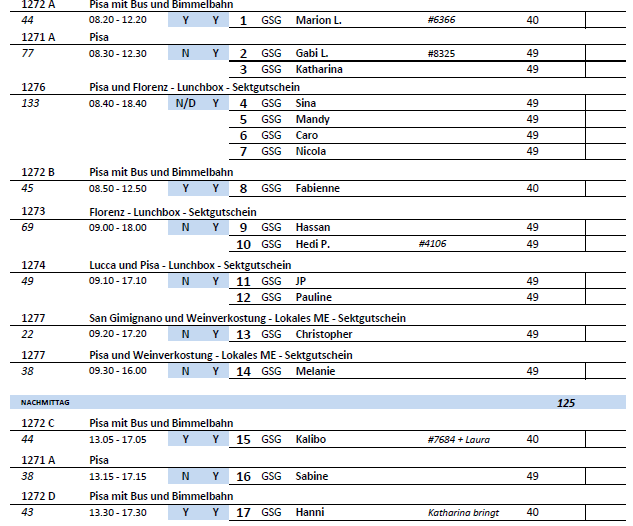 1272 A Pisa mit Bus und Bimmelbahn
44 08.20 - 12.20 Y Y 1 GSG Marion L. #6366 40
1271 A Pisa
77 08.30 - 12.30 N Y 2 GSG Gabi L. #8325 49
3 GSG Katharina 49
1276 Pisa und Florenz - Lunchbox - Sektgutschein
133 08.40 - 18.40 N/D Y 4 GSG Sina 49
5 GSG Mandy 49
6 GSG Caro 49
7 GSG Nicola 49
1272 B Pisa mit Bus und Bimmelbahn
45 08.50 - 12.50 Y Y 8 GSG Fabienne 40
1273 Florenz - Lunchbox - Sektgutschein
69 09.00 - 18.00 N Y 9 GSG Hassan 49
10 GSG Hedi P. #4106 49
1274 Lucca und Pisa - Lunchbox - Sektgutschein
49 09.10 - 17.10 N Y 11 GSG JP 49
12 GSG Pauline 49
1277 San Gimignano und Weinverkostung - Lokales ME - Sektgutschein
22 09.20 - 17.20 N Y 13 GSG Christopher 49
1277 Pisa und Weinverkostung - Lokales ME - Sektgutschein
38 09.30 - 16.00 N Y 14 GSG Melanie 49
NACHMITTAG 125
1272 C Pisa mit Bus und Bimmelbahn
44 13.05 - 17.05 Y Y 15 GSG Kalibo #7684 + Laura 40
1271 A Pisa
38 13.15 - 17.15 N Y 16 GSG Sabine 49
1272 D Pisa mit Bus und Bimmelbahn
43 13.30 - 17.30 Y Y 17 GSG Hanni Katharina bringt 40